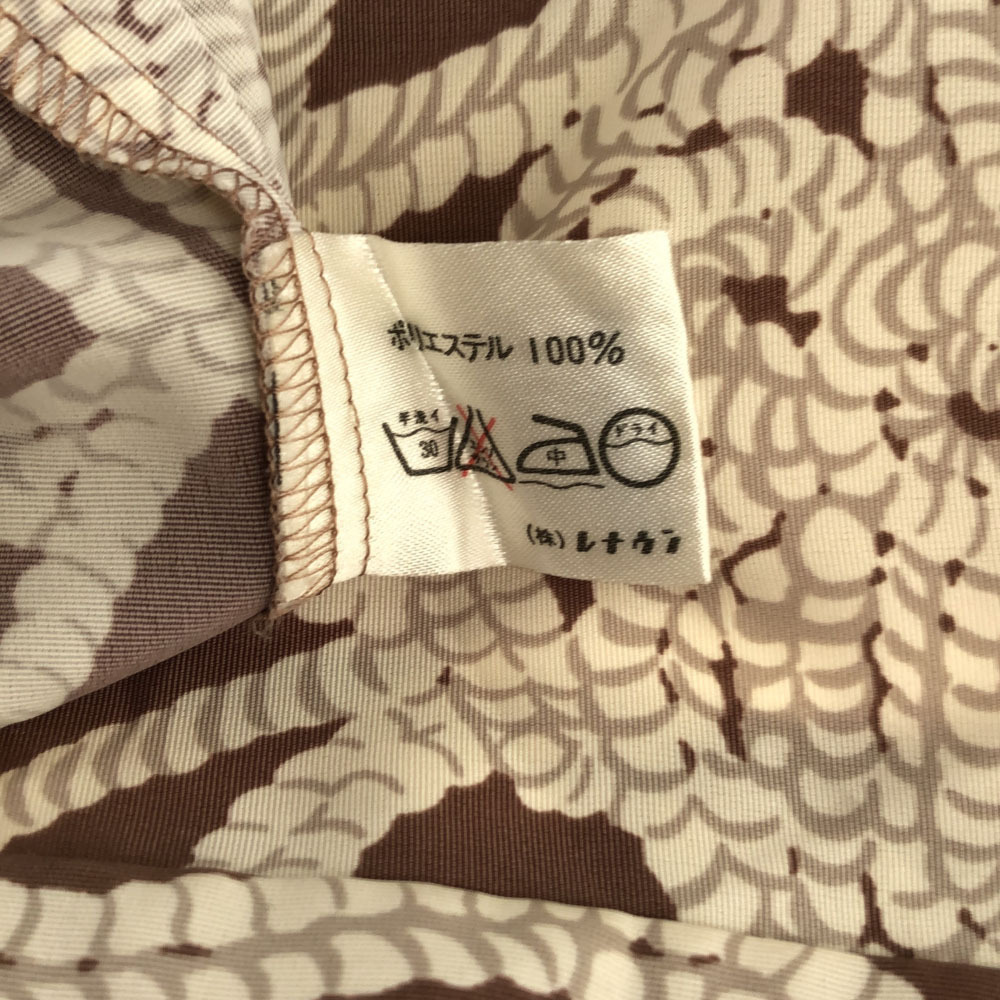 ポリエステル 100%
手洗イ
30
中
ドライ
(株) レナウン